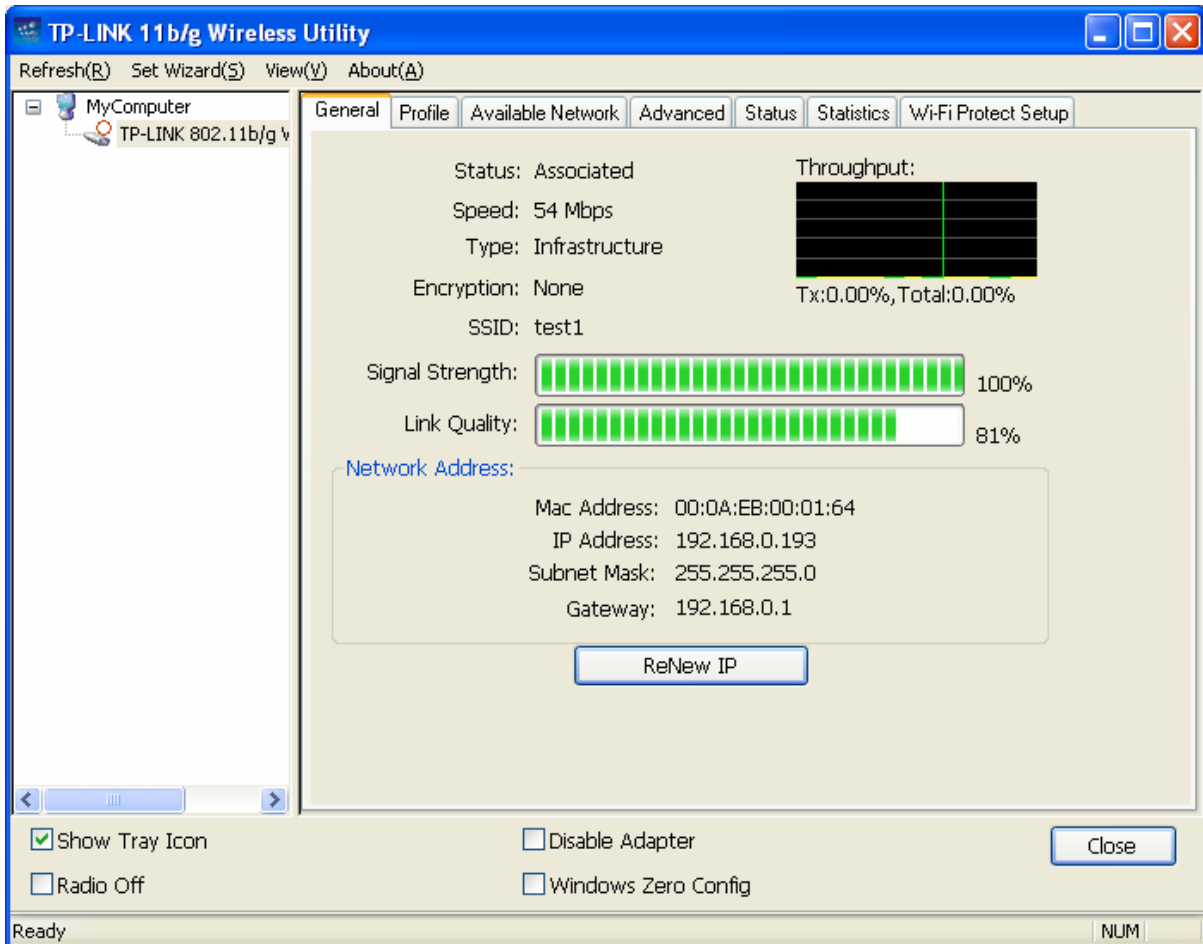 TP-LINK 11b/g Wireless Utility
Refresh(R) Set Wizard(S) View(V) About(A)
MyComputer
TP-LINK 802.11b/g
General Profile Available Network Advanced Status Statistics Wi-Fi Protect Setup
Status: Associated
Speed: 54 Mbps
Type: Infrastructure
Encryption: None
SSID: test1
Throughput:
Tx:0.00%,Total:0.00%
Signal Strength: 100%
Link Quality: 81%
Network Address:
Mac Address: 00:0A:EB:00:01:64
IP Address: 192.168.0.193
Subnet Mask: 255.255.255.0
Gateway: 192.168.0.1
ReNew IP
Show Tray Icon
Disable Adapter
Close
Radio Off
Windows Zero Config
Ready
NUM